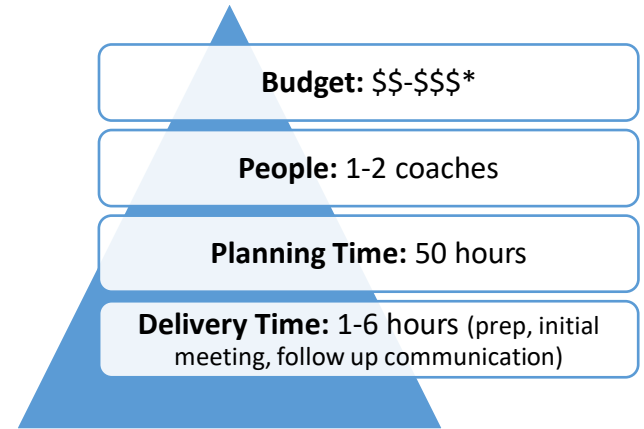 Budget: $$-$$$*
People: 1-2 coaches
Planning Time: 50 hours
Delivery Time: 1-6 hours (prep, initial
meeting, follow up communication)